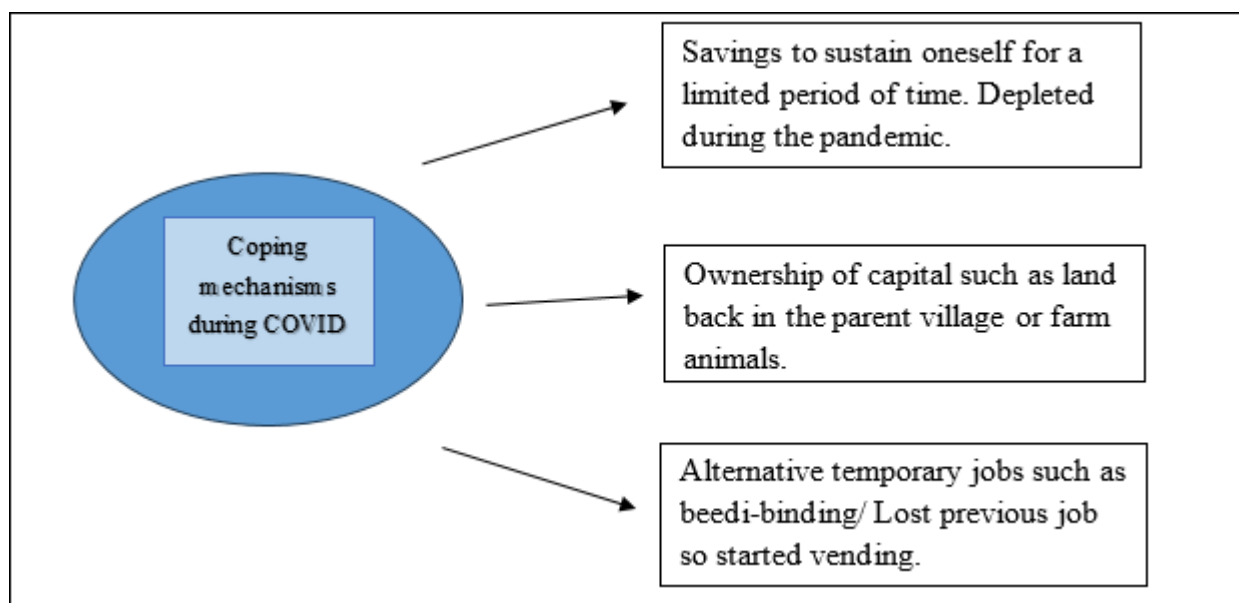 Savings to sustain oneself for a
limited period of time. Depleted
during the pandemic.
Coping
mechanisms
during COVID
Ownership of capital such as land
back in the parent village or farm
animals.
Alternative temporary jobs such as
beedi-binding/ Lost previous job
so started vending.